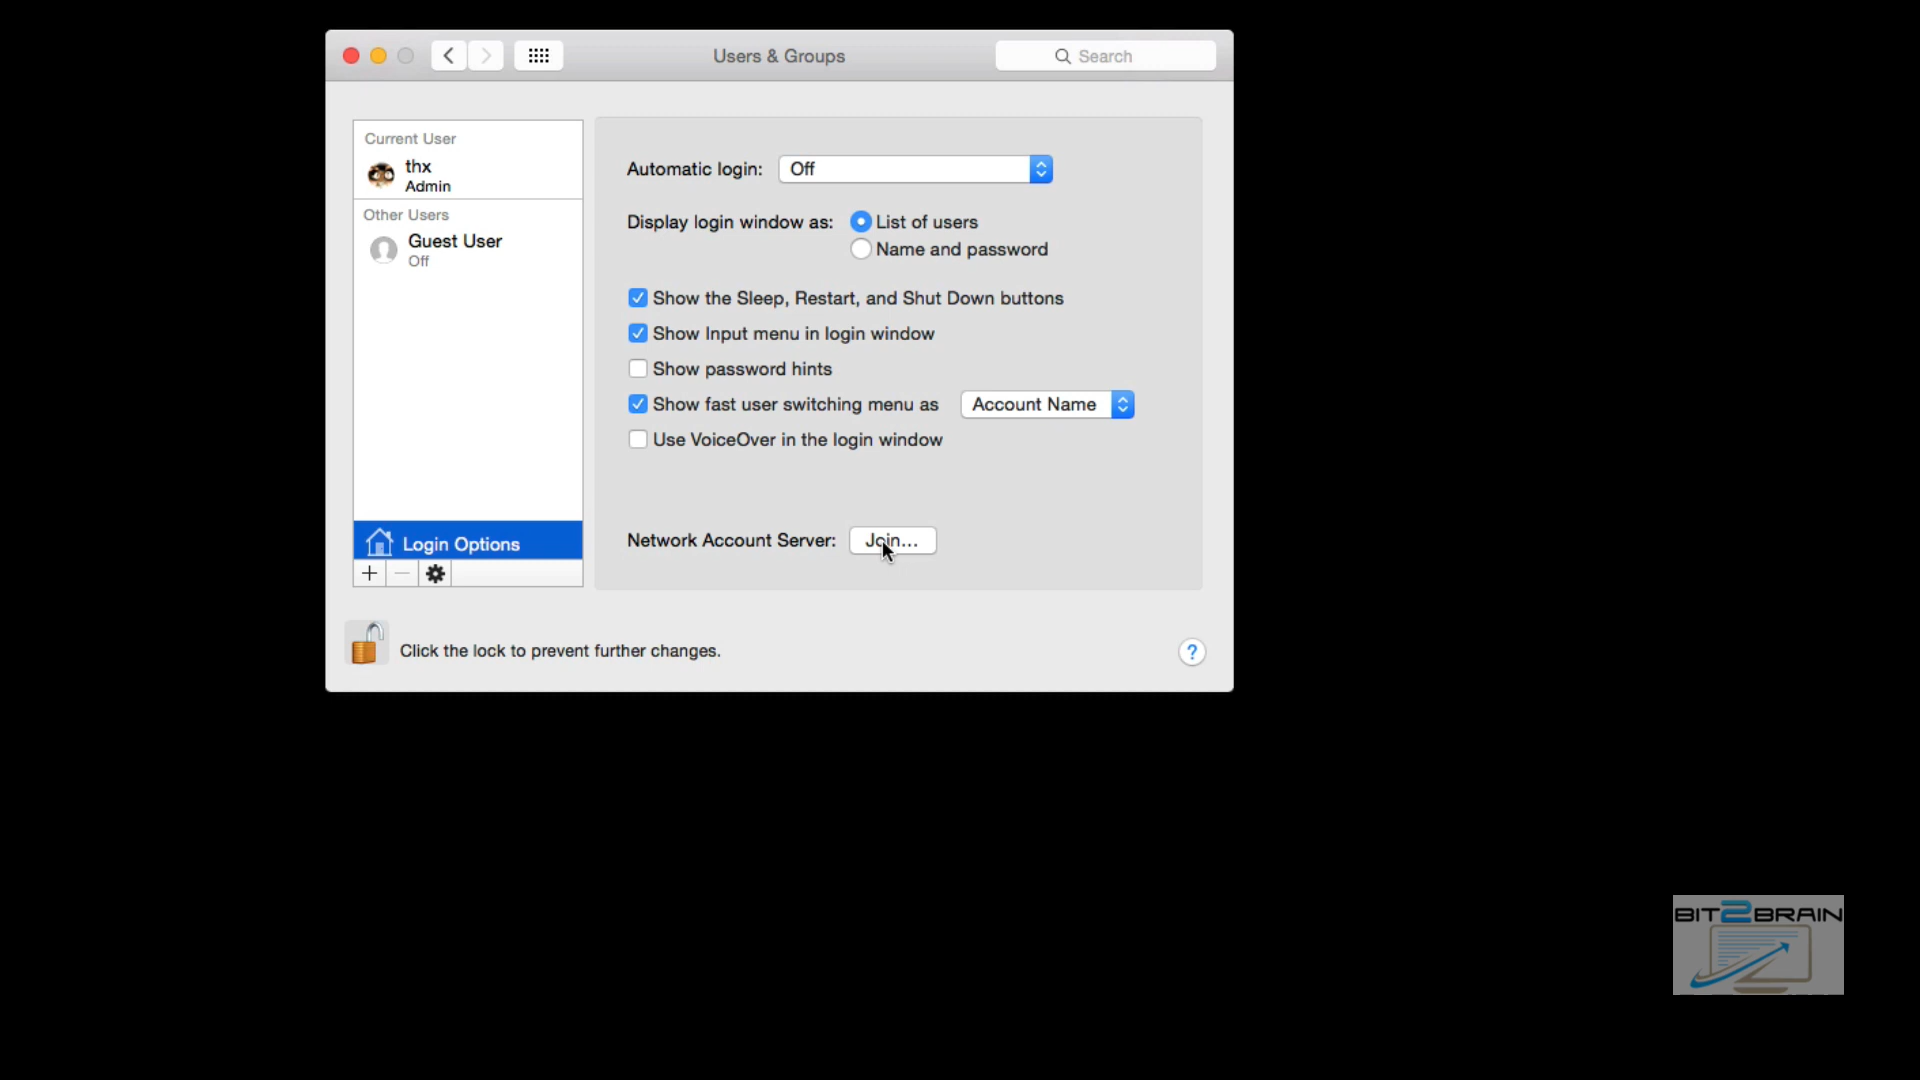 Users & Groups
Search
Current User
thx
Admin
Other Users
Guest User
Off
Login Options
Automatic login: Off
Display login window as: List of users
Name and password
Show the Sleep, Restart, and Shut Down buttons
Show Input menu in login window
Show password hints
Show fast user switching menu as Account Name
Use VoiceOver in the login window
Network Account Server: Join...
Click the lock to prevent further changes.
?
BIT2BRAIN